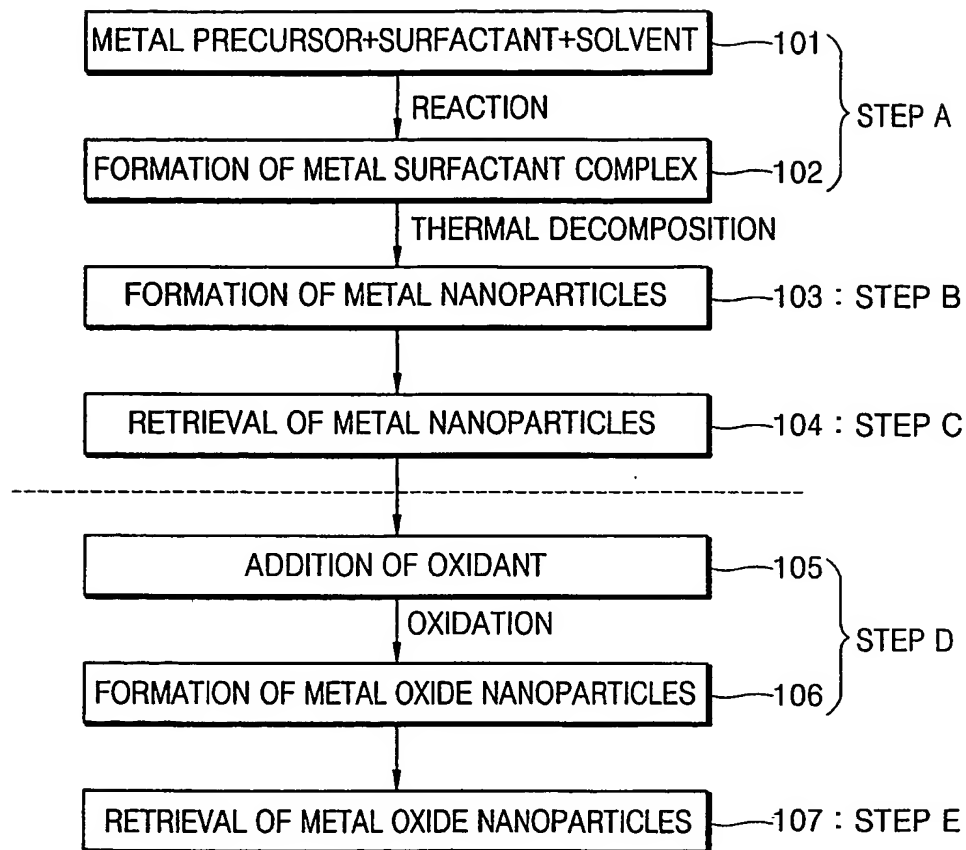 METAL PRECURSOR+SURFACTANT+SOLVENT 101
REACTION
STEP A
FORMATION OF METAL SURFACTANT COMPLEX 102
THERMAL DECOMPOSITION
FORMATION OF METAL NANOPARTICLES 103 : STEP B
RETRIEVAL OF METAL NANOPARTICLES 104 : STEP C
ADDITION OF OXIDANT 105
OXIDATION
STEP D
FORMATION OF METAL OXIDE NANOPARTICLES 106
RETRIEVAL OF METAL OXIDE NANOPARTICLES 107 : STEP E